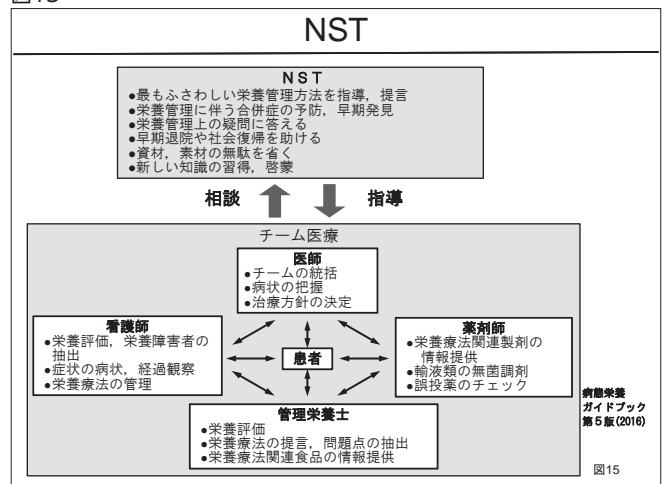 NST
NST
●最もふさわしい栄養管理方法を指導，提言
●栄養管理に伴う合併症の予防，早期発見
●栄養管理上の疑問に答える
●早期退院や社会復帰を助ける
●資材，素材の無駄を省く
●新しい知識の習得，啓蒙
相談
指導
チーム医療
医師
●チームの統括
●病状の把握
●治療方針の決定
看護師
●栄養評価，栄養障害者の
抽出
●症状の病状，経過観察
●栄養療法の管理
患者
薬剤師
●栄養療法関連製剤の
情報提供
●輸液類の無菌調剤
●誤投薬のチェック
管理栄養士
●栄養評価
●栄養療法の提言，問題点の抽出
●栄養療法関連食品の情報提供
病態栄養
ガイドブック
第５版(2016)
図15